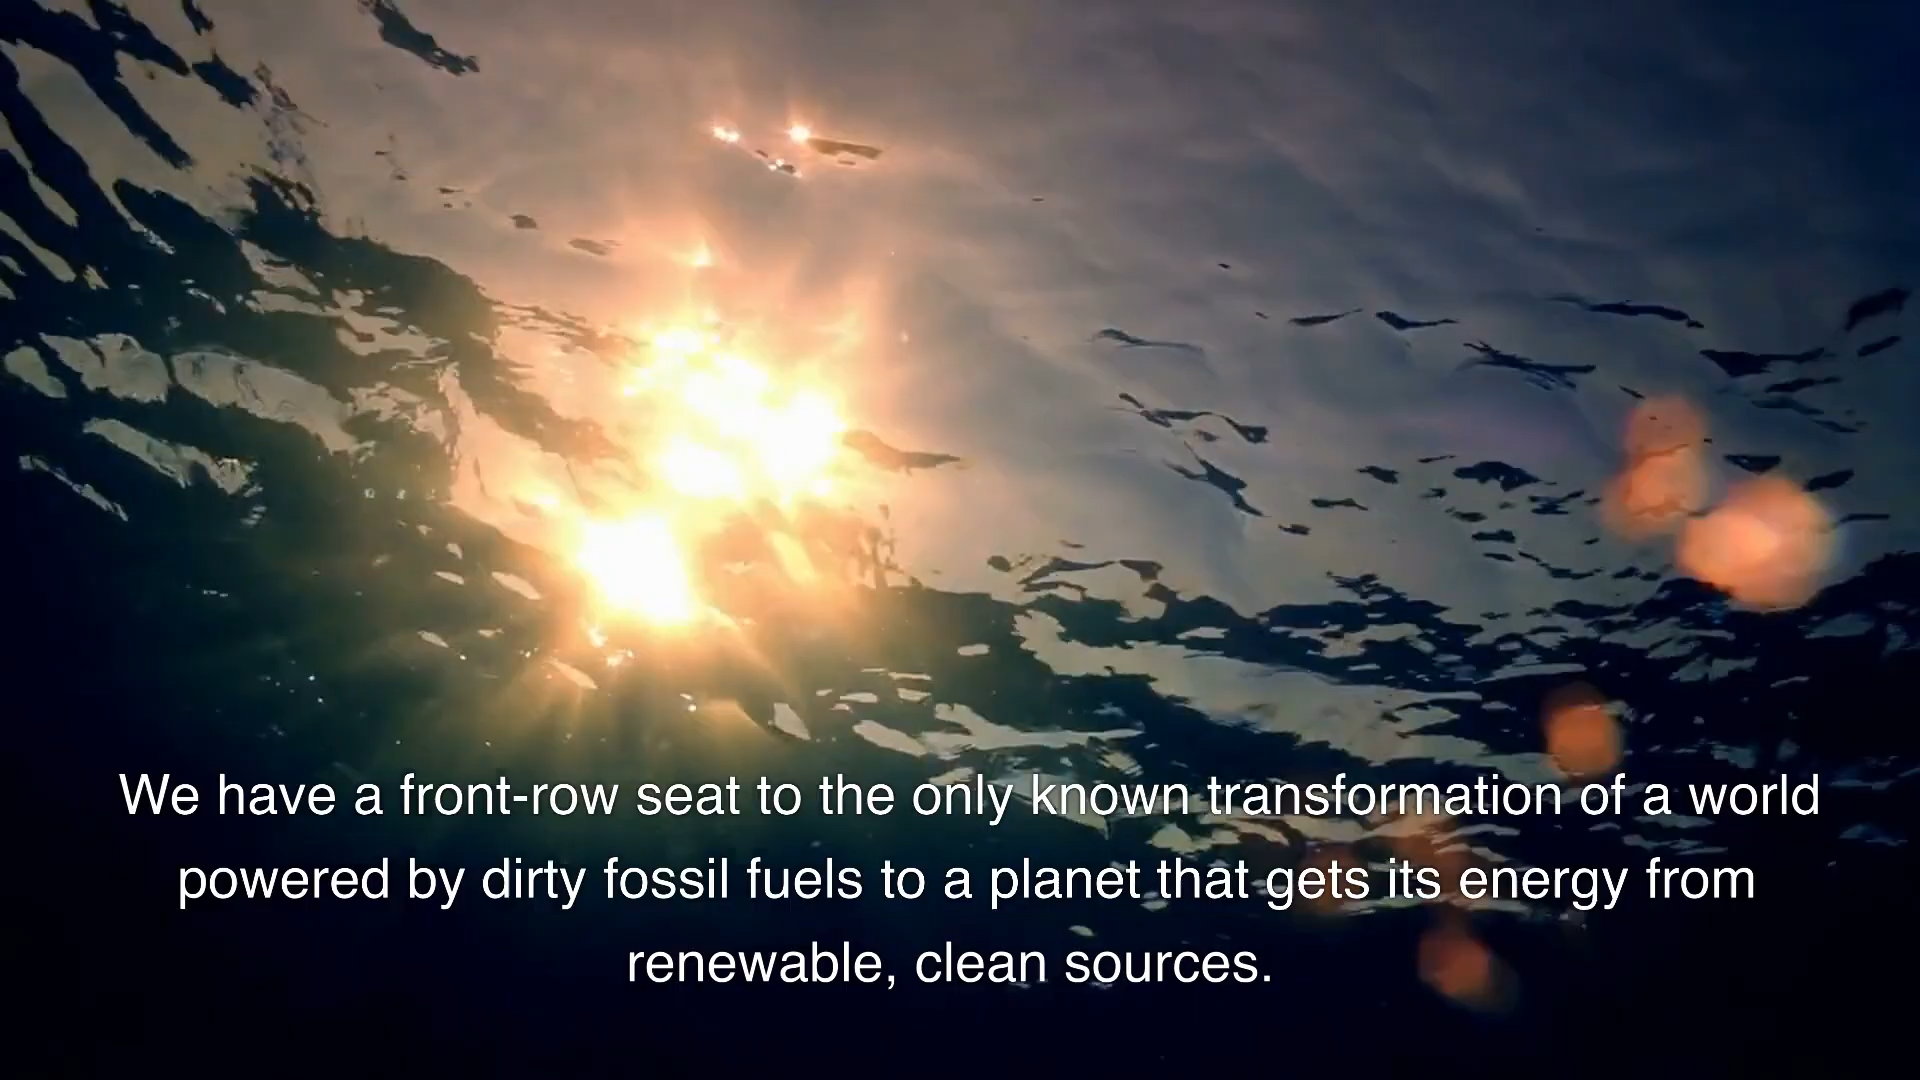 We have a front-row seat to the only known transformation of a world
powered by dirty fossil fuels to a planet that gets its energy from
renewable, clean sources.